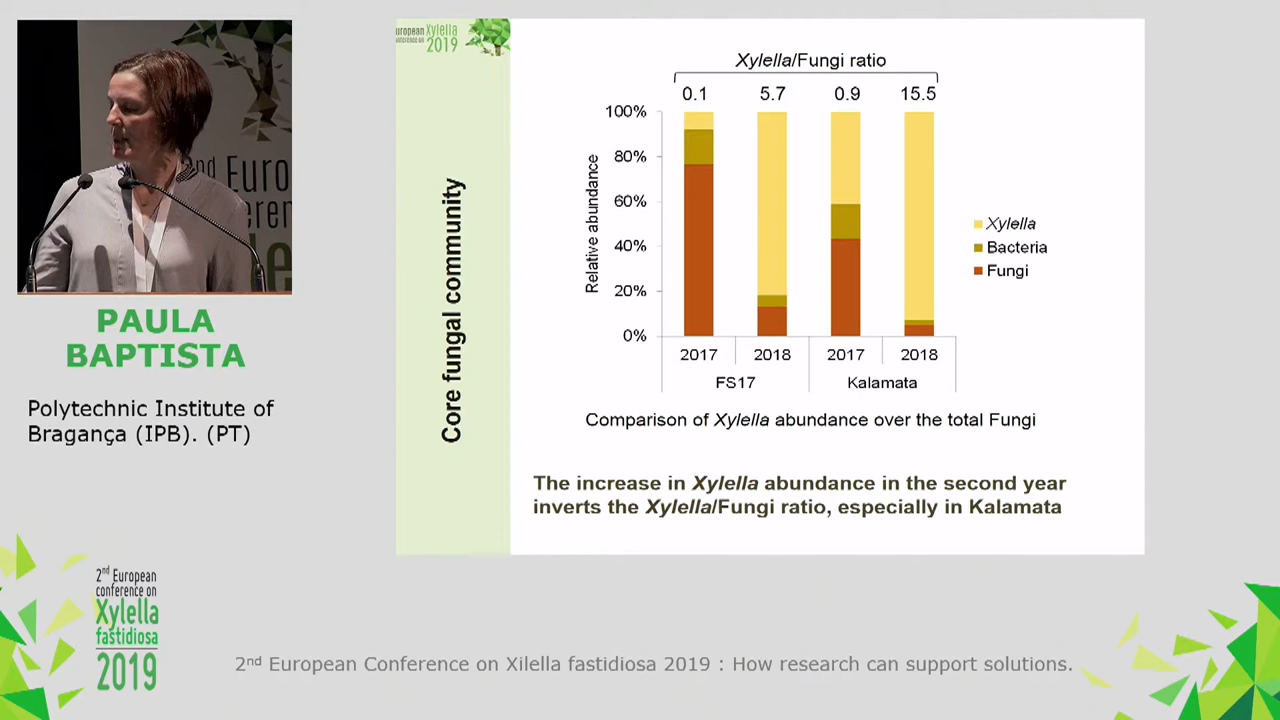 2nd Euro
Conferen
PAULA
BAPTISTA
Polytechnic Institute of
Bragança (IPB). (PT)
European Xylella
conference on 2019
Core fungal community
Xylella/Fungi ratio
0.1 5.7 0.9 15.5
100%
80%
60%
40%
20%
0%
Relative abundance
2017 2018 2017 2018
FS17 Kalamata
Xylella
Bacteria
Fungi
Comparison of Xylella abundance over the total Fungi
The increase in Xylella abundance in the second year
inverts the Xylella/Fungi ratio, especially in Kalamata
2nd European
conference on
Xylella
fastidiosa
2019
2nd European Conference on Xilella fastidiosa 2019 : How research can support solutions.